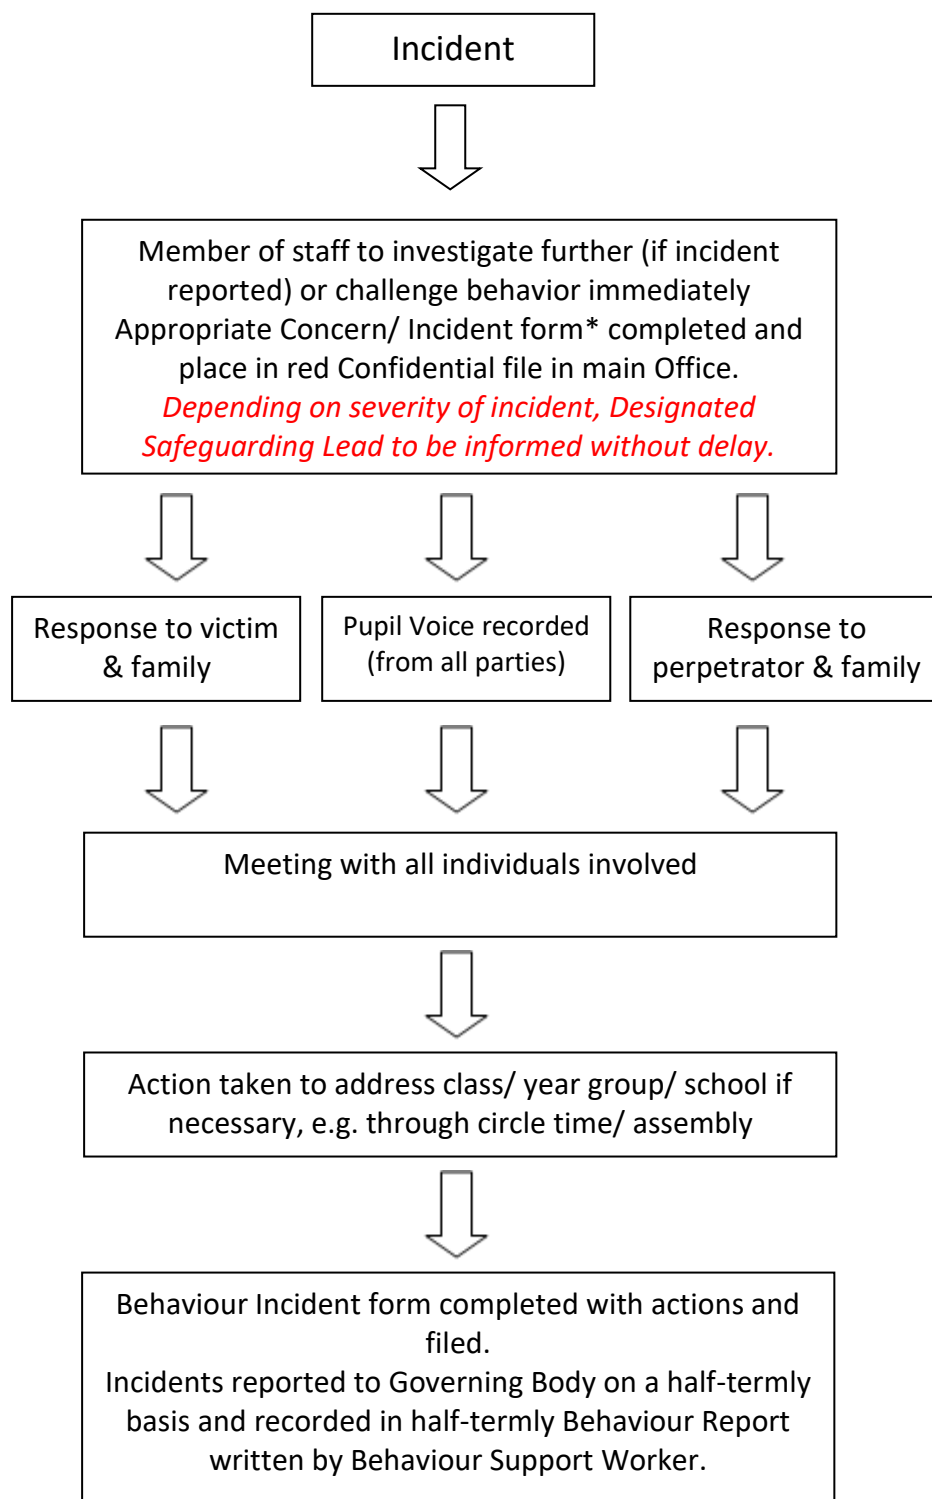 Incident
Member of staff to investigate further (if incident
reported) or challenge behavior immediately
Appropriate Concern/ Incident form* completed and
place in red Confidential file in main Office.
Depending on severity of incident, Designated
Safeguarding Lead to be informed without delay.
Response to victim
& family
Pupil Voice recorded
(from all parties)
Response to
perpetrator & family
Meeting with all individuals involved
Action taken to address class/ year group/ school if
necessary, e.g. through circle time/ assembly
Behaviour Incident form completed with actions and
filed.
Incidents reported to Governing Body on a half-termly
basis and recorded in half-termly Behaviour Report
written by Behaviour Support Worker.